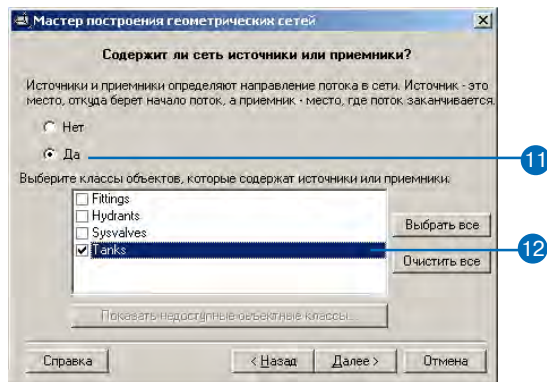 Мастер построения геометрических сетей
Содержит ли сеть источники или приемники?
Источники и приемники определяют направление потока в сети. Источник - это
место, откуда берет начало поток, а приемник - место, где поток заканчивается.
Нет
Да
11
Выберите классы объектов, которые содержат источники или приемники:
Fittings
Hydrants
Sysvalves
Tanks
Выбрать все
12
Очистить все
Показать недоступные объектные классы...
Справка
< Назад
Далее >
Отмена